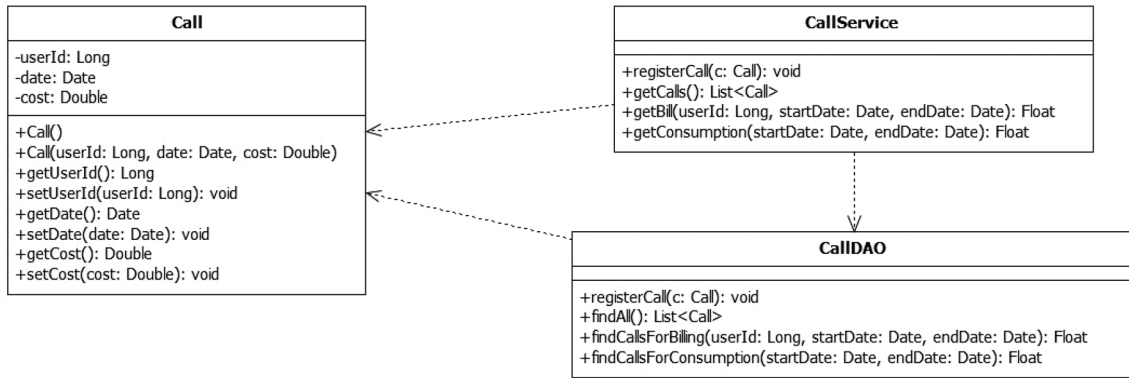 Call
-userId: Long
-date: Date
-cost: Double
+Call()
+Call(userId: Long, date: Date, cost: Double)
+getUserId(): Long
+setUserId(userId: Long): void
+getDate(): Date
+setDate(date: Date): void
+getCost(): Double
+setCost(cost: Double): void
CallService
+registerCall(c: Call): void
+getCalls(): List<Call>
+getBill(userId: Long, startDate: Date, endDate: Date): Float
+getConsumption(startDate: Date, endDate: Date): Float
CallDAO
+registerCall(c: Call): void
+findAll(): List<Call>
+findCallsForBilling(userId: Long, startDate: Date, endDate: Date): Float
+findCallsForConsumption(startDate: Date, endDate: Date): Float